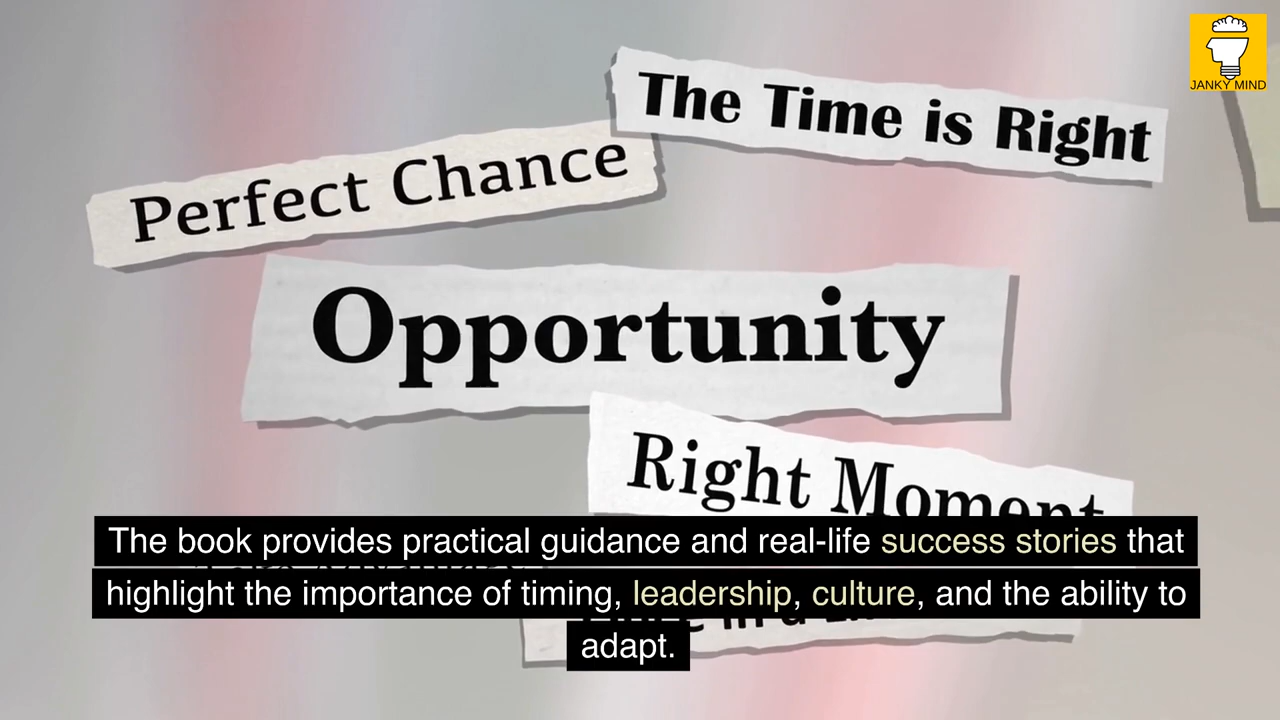 JANKY MIND
The Time is Right
Perfect Chance
Opportunity
Right Moment
The book provides practical guidance and real-life success stories that
highlight the importance of timing, leadership, culture, and the ability to
adapt.